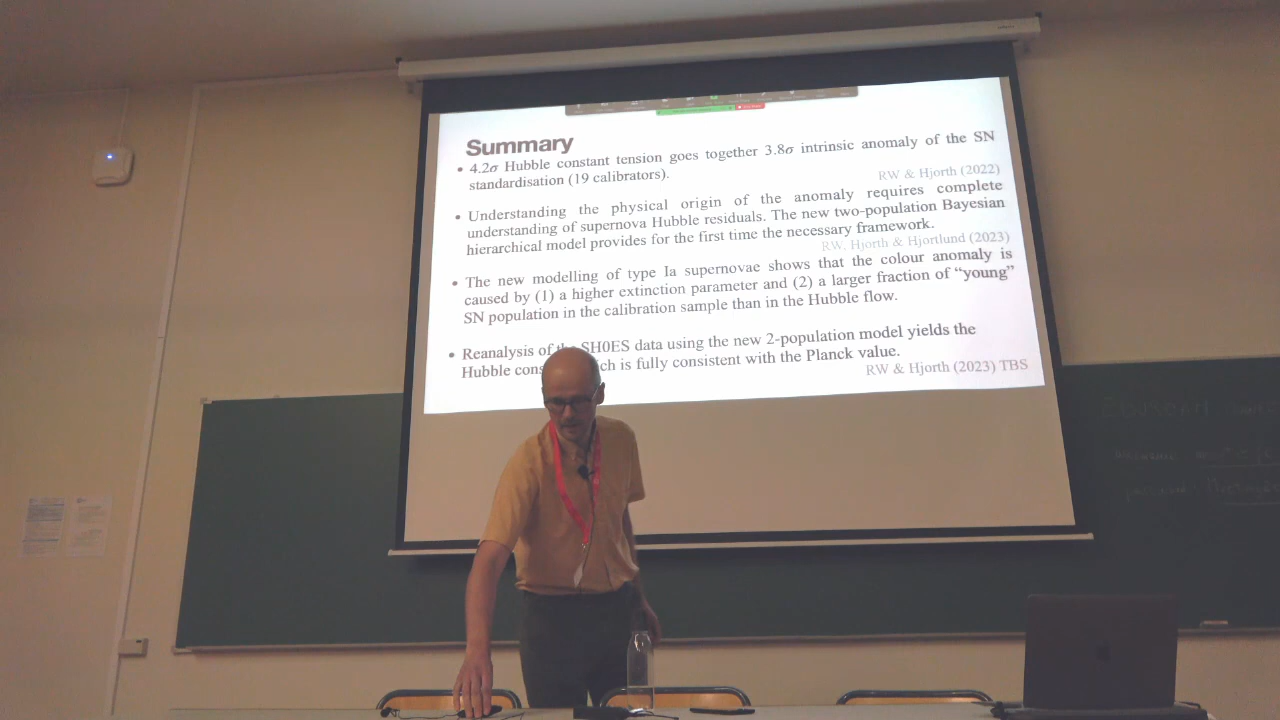 Summary
• 4.2σ Hubble constant tension goes together 3.8σ intrinsic anomaly of the SN
standardisation (19 calibrators).
RW & Hjorth (2022)
• Understanding the physical origin of the anomaly requires complete
understanding of supernova Hubble residuals. The new two-population Bayesian
hierarchical model provides for the first time the necessary framework.
RW, Hjorth & Hjortlund (2023)
• The new modelling of type Ia supernovae shows that the colour anomaly is
caused by (1) a higher extinction parameter and (2) a larger fraction of “young”
SN population in the calibration sample than in the Hubble flow.
• Reanalysis of SH0ES data using the new 2-population model yields the
Hubble is fully consistent with the Planck value.
RW & Hjorth (2023) TBS